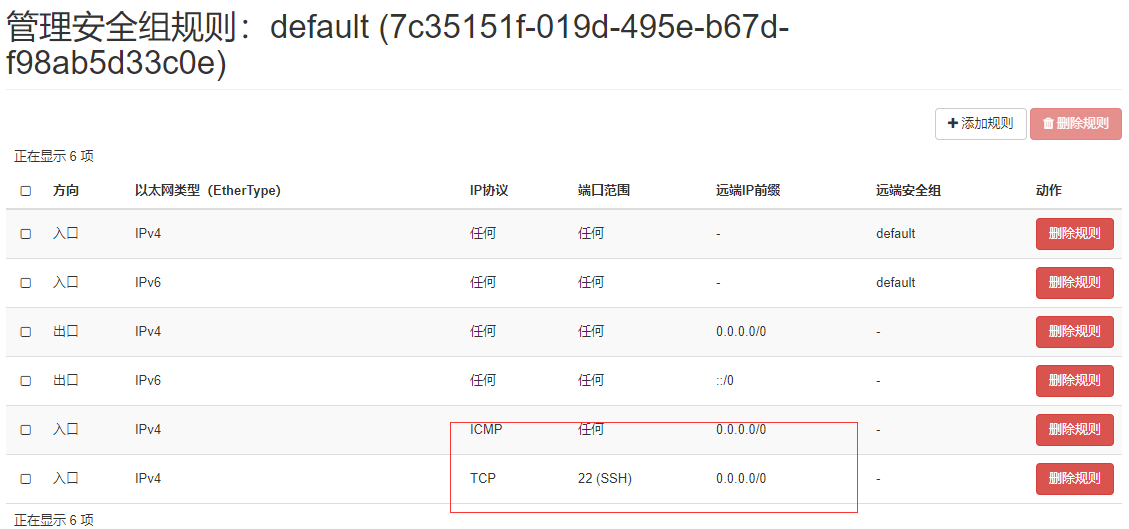 管理安全组规则：default (7c35151f-019d-495e-b67d-
f98ab5d33c0e)
添加规则 删除规则
正在显示 6 项
方向 以太网类型（EtherType） IP协议 端口范围 远端IP前缀 远端安全组 动作
入口 IPv4 任何 任何 - default 删除规则
入口 IPv6 任何 任何 - default 删除规则
出口 IPv4 任何 任何 0.0.0.0/0 - 删除规则
出口 IPv6 任何 任何 ::/0 - 删除规则
入口 IPv4 ICMP 任何 0.0.0.0/0 - 删除规则
入口 IPv4 TCP 22 (SSH) 0.0.0.0/0 - 删除规则
正在显示 6 项